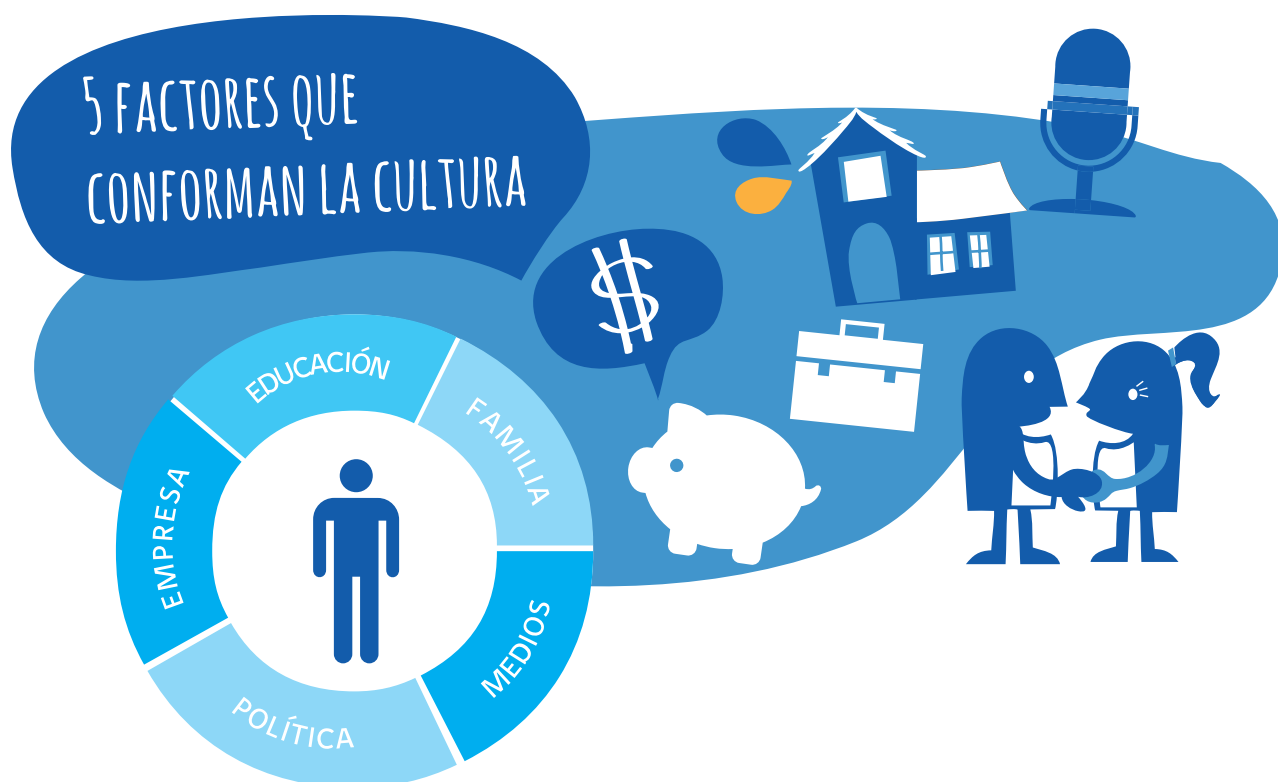 5 FACTORES QUE
CONFORMAN LA CULTURA
$
EDUCACIÓN
FAMILIA
EMPRESA
MEDIOS
POLÍTICA